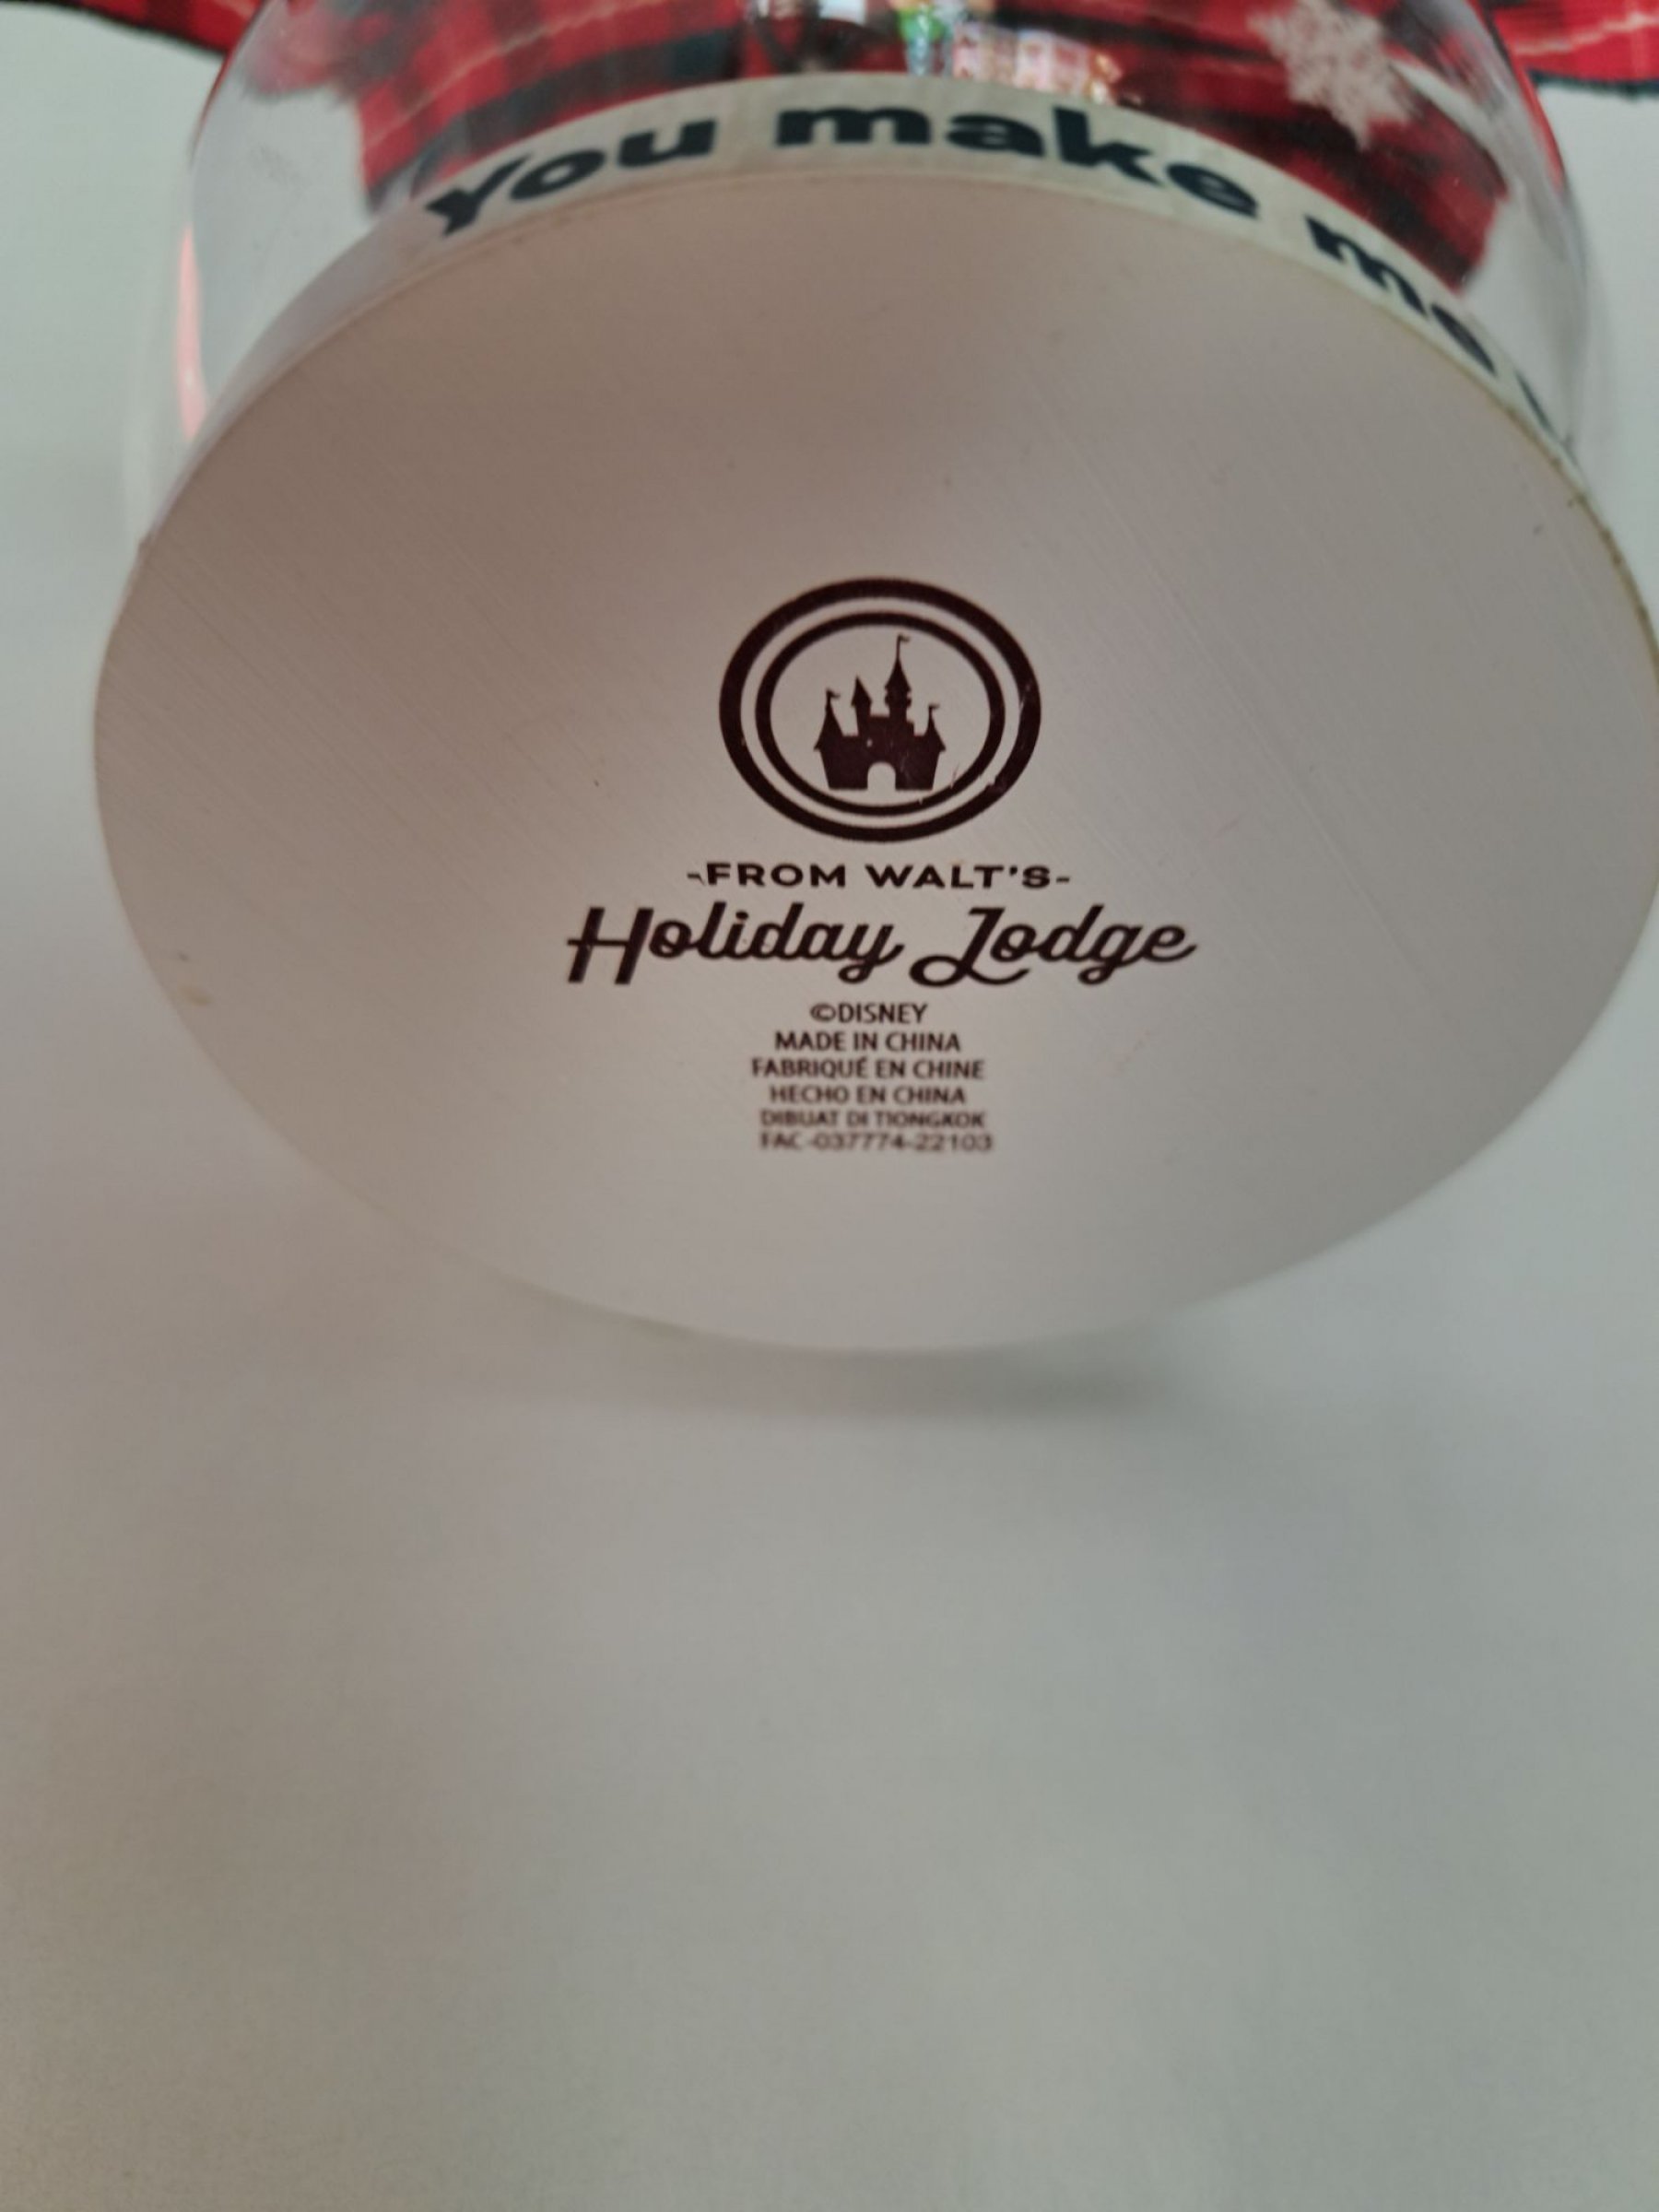 You make me
-FROM WALT'S-
Holiday Lodge
©DISNEY
MADE IN CHINA
FABRIQUÉ EN CHINE
HECHO EN CHINA
DIBUAT DI TIONGKOK
FAC-037774-22103